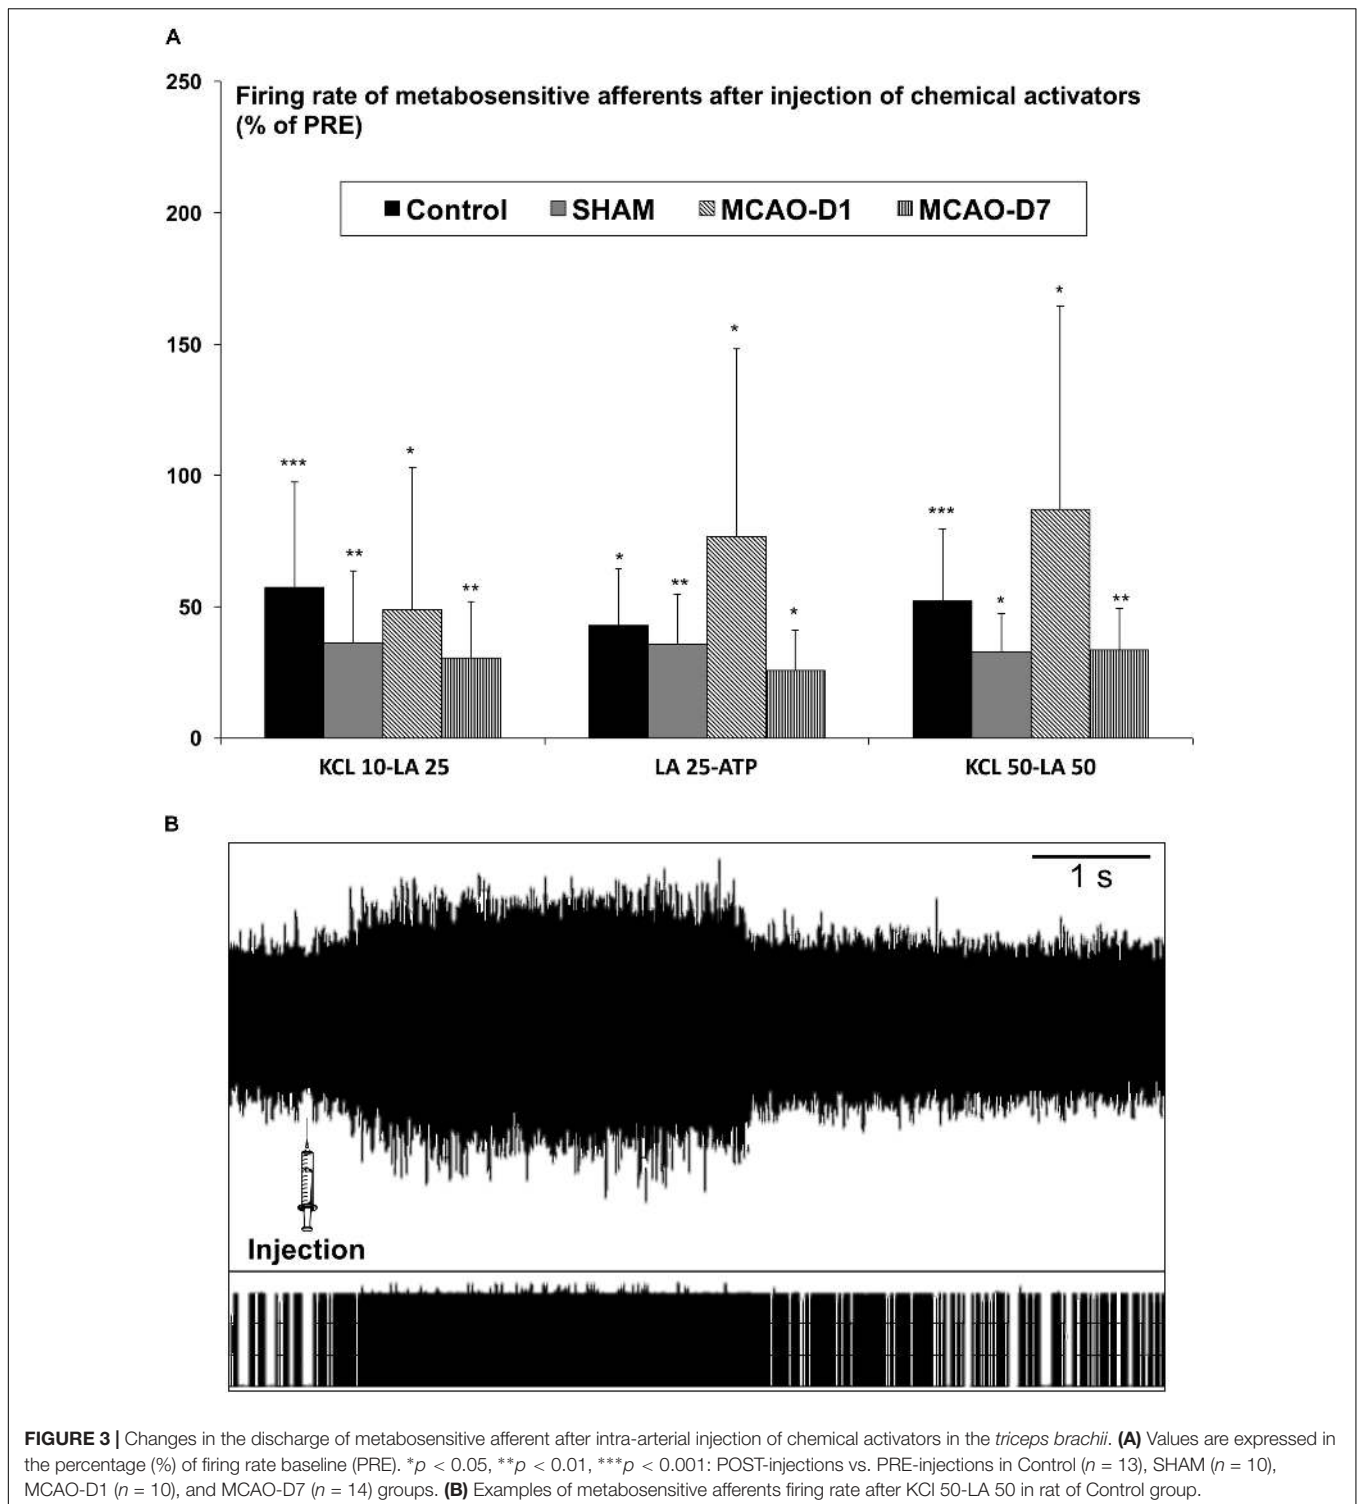 A
Firing rate of metabosensitive afferents after injection of chemical activators
(% of PRE)
250
200
150
100
50
0
Control SHAM MCAO-D1 MCAO-D7
*** ** * **
* ** * *
*** * * **
KCL 10-LA 25 LA 25-ATP KCL 50-LA 50
B
1 s
Injection
FIGURE 3 | Changes in the discharge of metabosensitive afferent after intra-arterial injection of chemical activators in the triceps brachii. (A) Values are expressed in
the percentage (%) of firing rate baseline (PRE). *p < 0.05, **p < 0.01, ***p < 0.001: POST-injections vs. PRE-injections in Control (n = 13), SHAM (n = 10),
MCAO-D1 (n = 10), and MCAO-D7 (n = 14) groups. (B) Examples of metabosensitive afferents firing rate after KCl 50-LA 50 in rat of Control group.